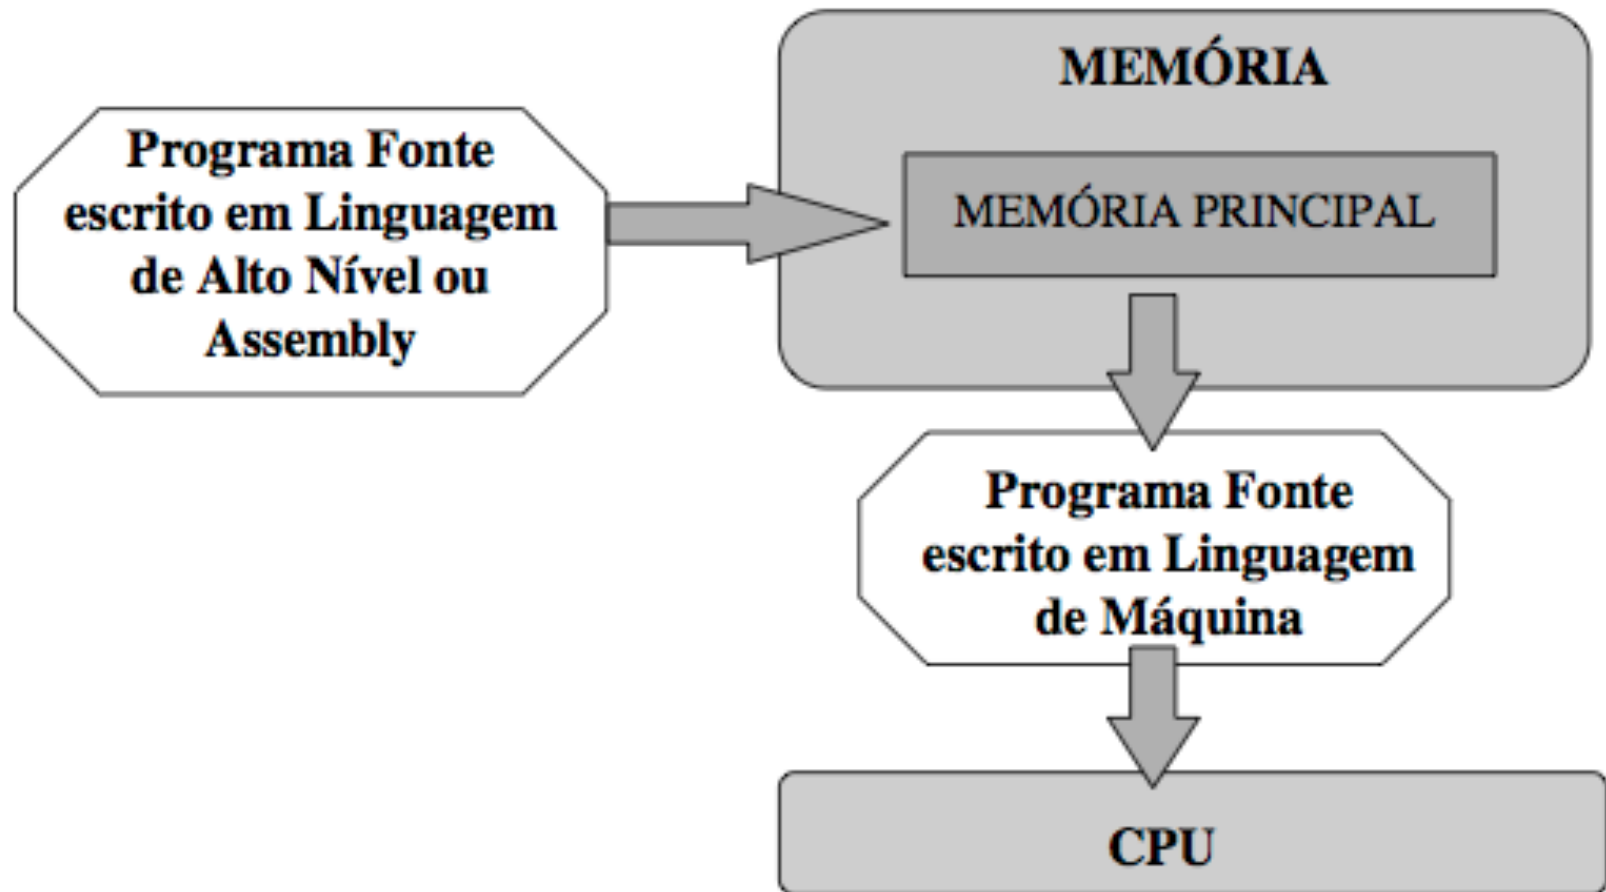 MEMÓRIA
Programa Fonte
escrito em Linguagem
de Alto Nível ou
Assembly
MEMÓRIA PRINCIPAL
Programa Fonte
escrito em Linguagem
de Máquina
CPU